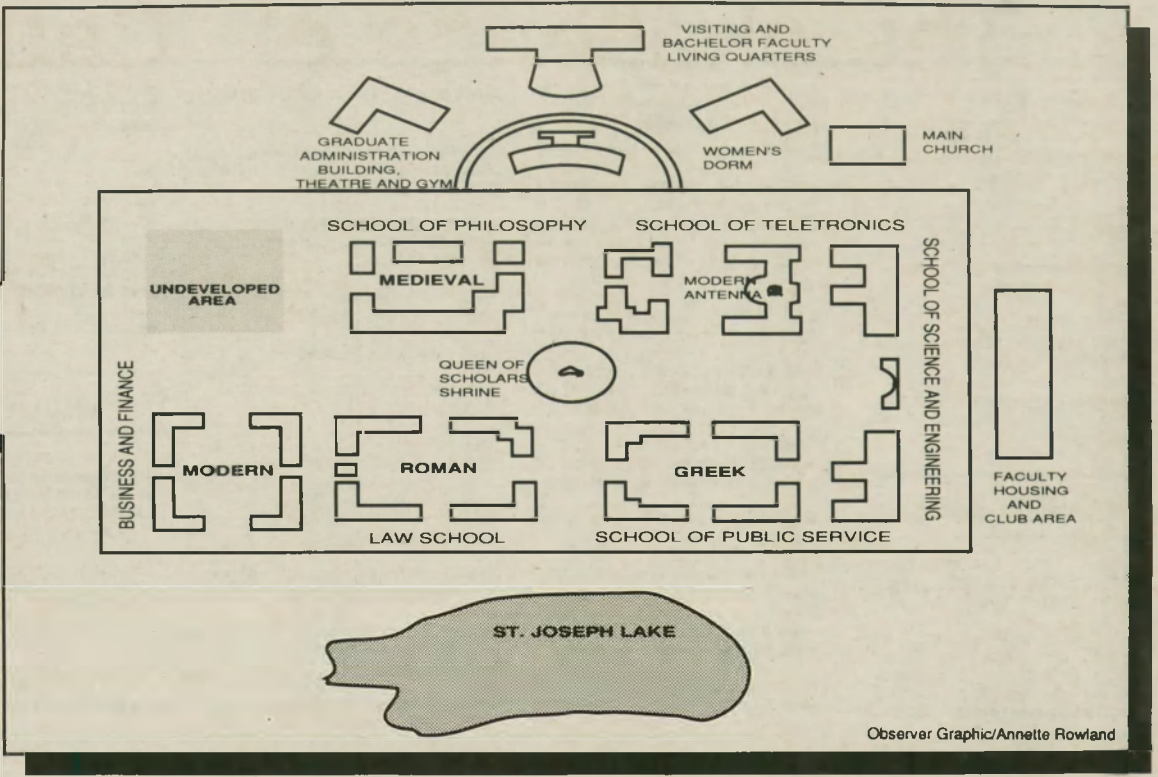 VISITING AND
BACHELOR FACULTY
LIVING QUARTERS
GRADUATE
ADMINISTRATION
BUILDING,
THEATRE AND GYM
WOMEN'S
DORM
MAIN
CHURCH
SCHOOL OF PHILOSOPHY
SCHOOL OF TELETRONICS
UNDEVELOPED
AREA
MEDIEVAL
MODERN
ANTENNA
SCHOOL OF SCIENCE AND ENGINEERING
QUEEN OF
SCHOLARS
SHRINE
BUSINESS AND FINANCE
MODERN
ROMAN
GREEK
FACULTY
HOUSING
AND
CLUB AREA
LAW SCHOOL
SCHOOL OF PUBLIC SERVICE
ST. JOSEPH LAKE
Observer Graphic/Annette Rowland